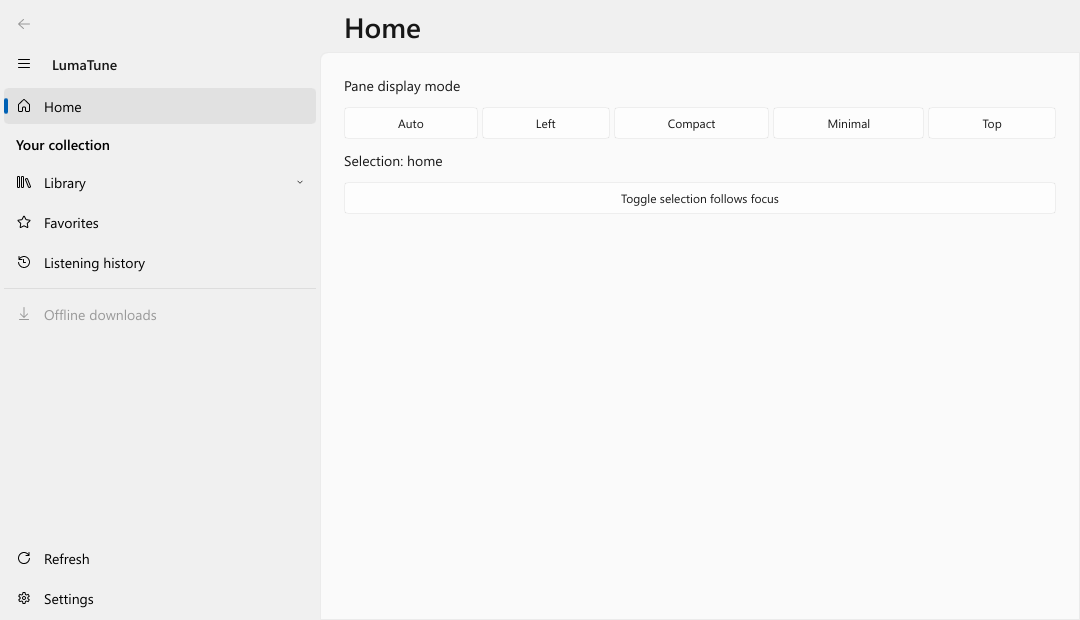 Home
LumaTune
Home
Your collection
Library
Favorites
Listening history
Offline downloads
Refresh
Settings
Pane display mode
Auto Left Compact Minimal Top
Selection: home
Toggle selection follows focus